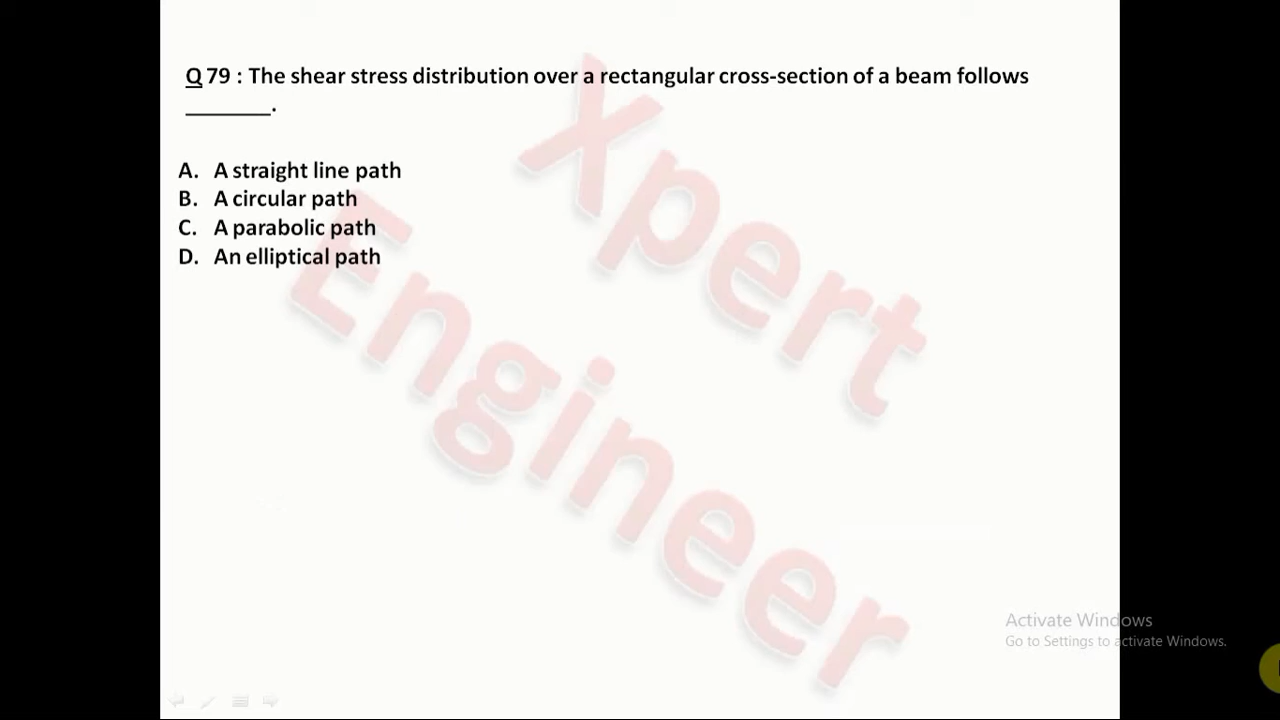 Q 79 : The shear stress distribution over a rectangular cross-section of a beam follows
_______.
A. A straight line path
B. A circular path
C. A parabolic path
D. An elliptical path
Xpert
Engineer
Activate Windows
Go to Settings to activate Windows.